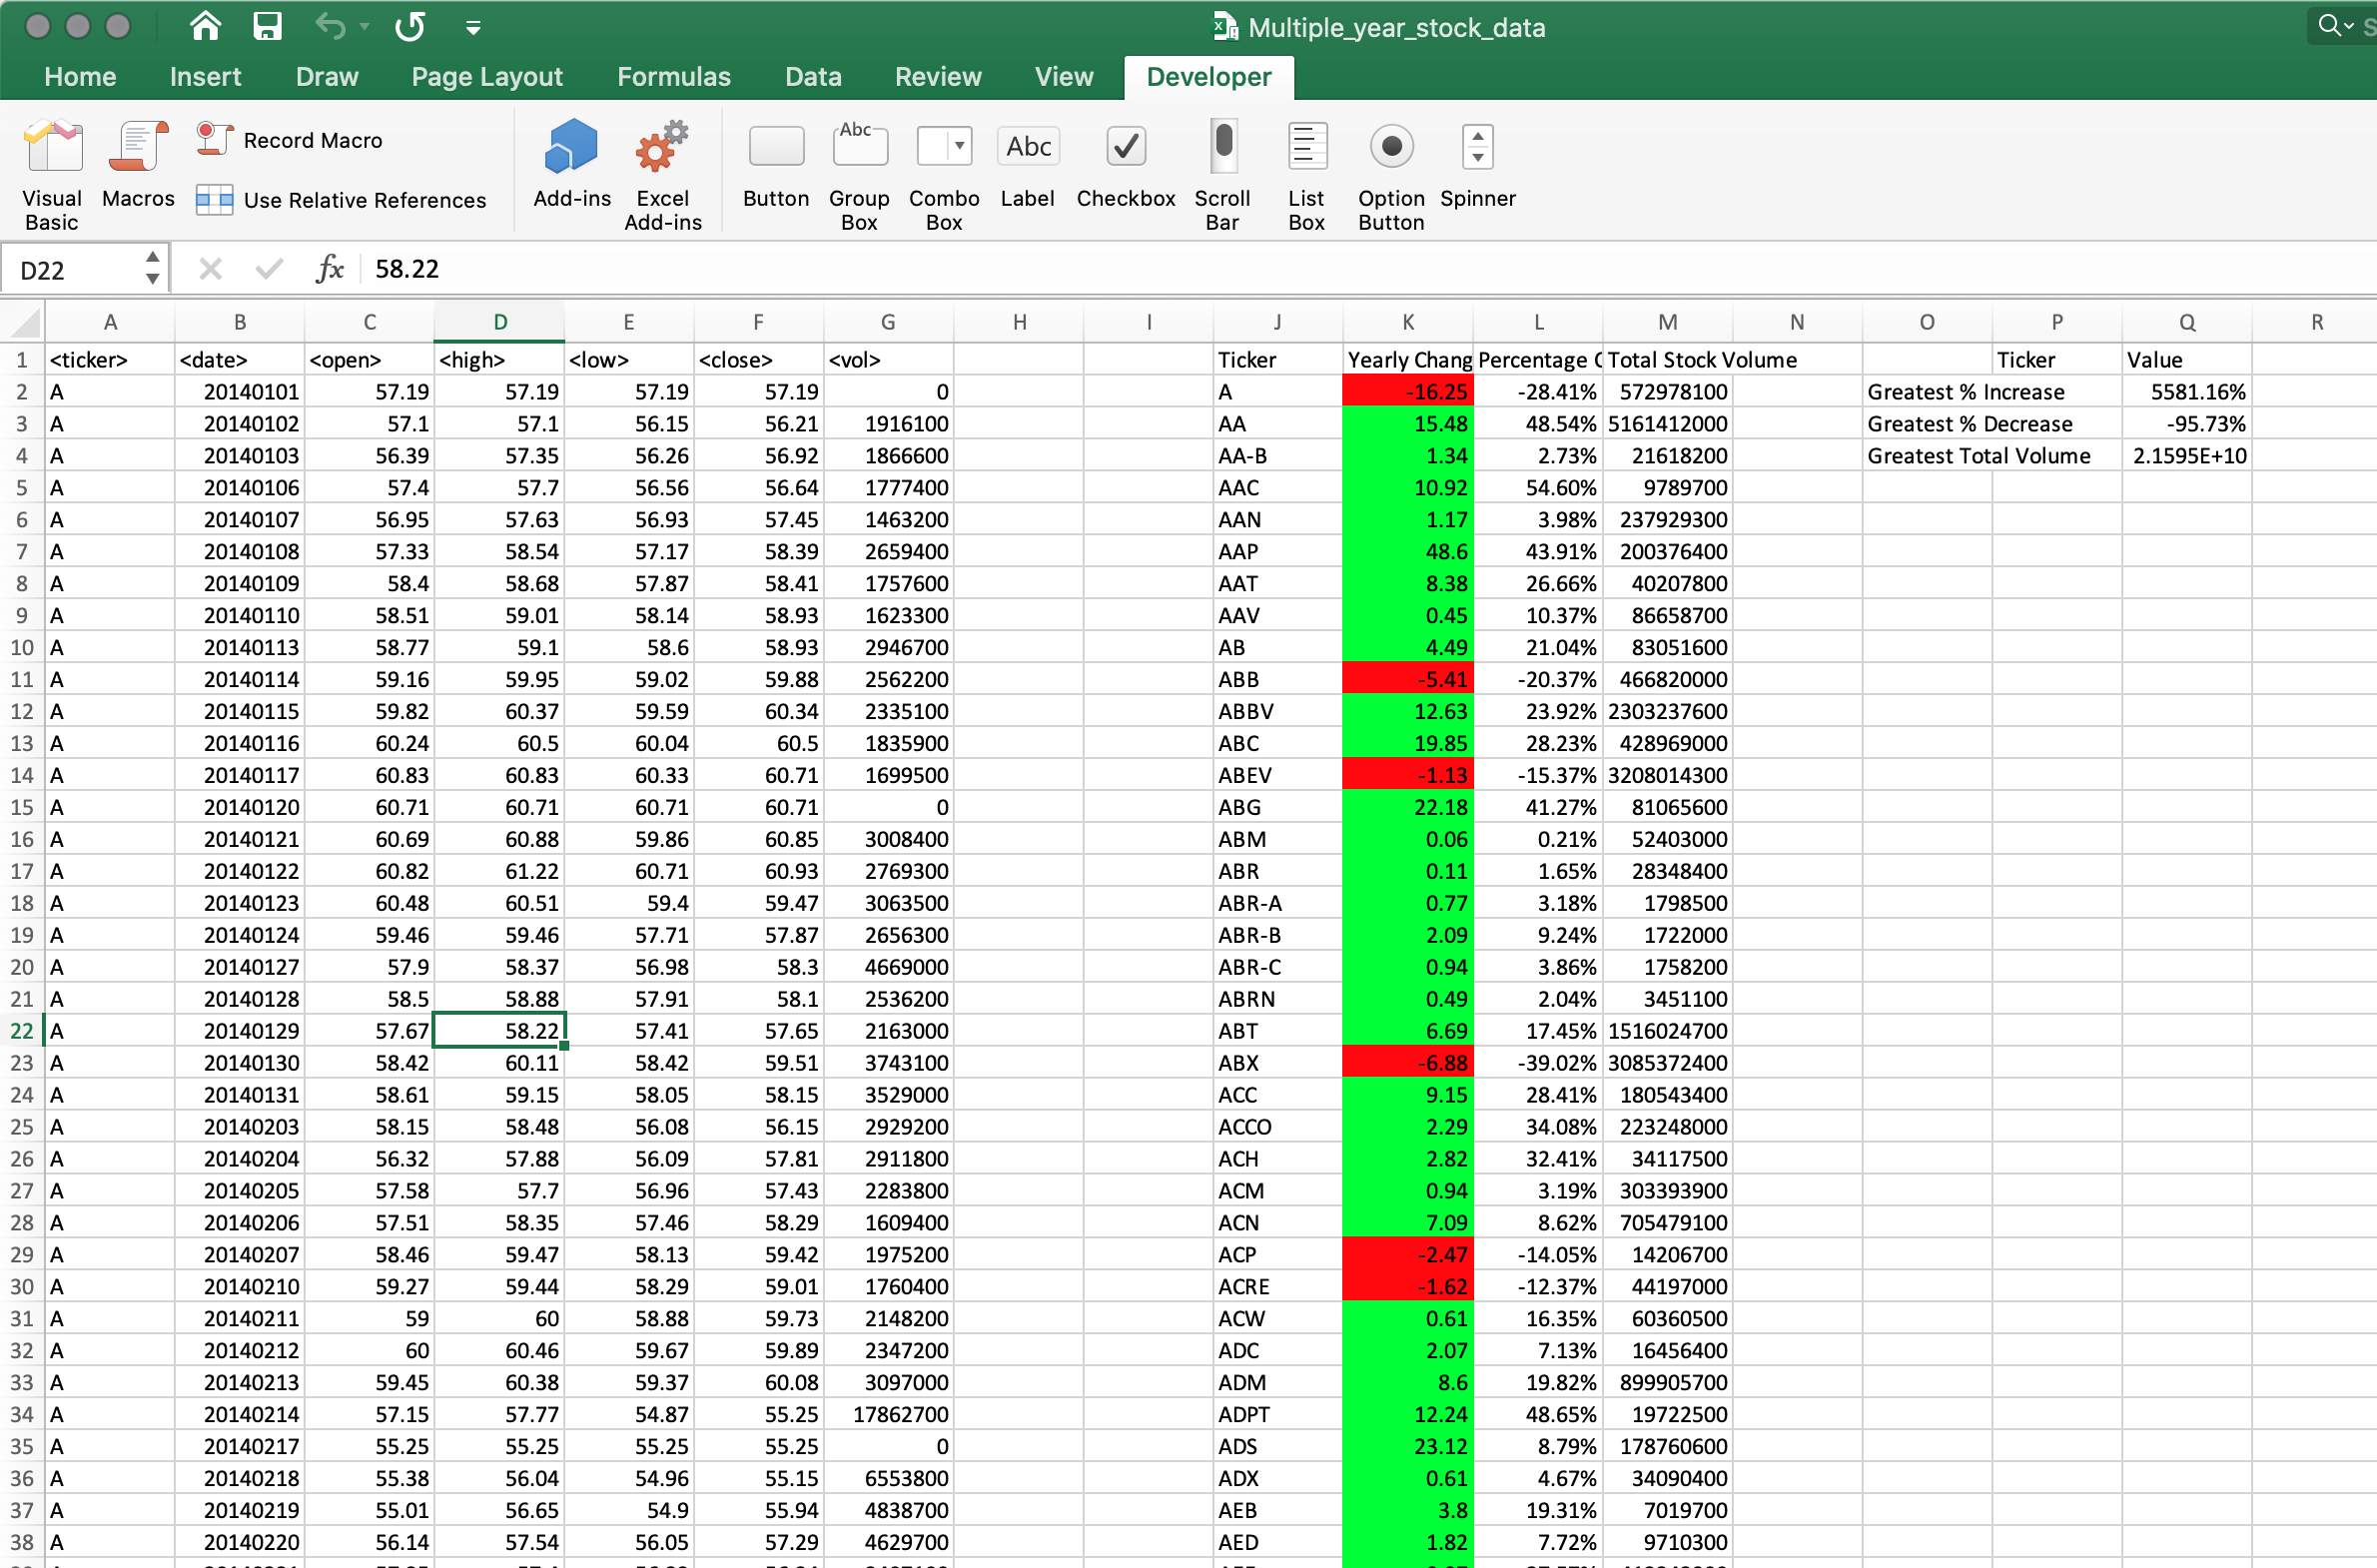 Multiple_year_stock_data
Home Insert Draw Page Layout Formulas Data Review View Developer
Visual Basic Macros Record Macro Use Relative References Add-ins Excel Add-ins Button Abc Group Box Combo Box Abc Label Checkbox Scroll Bar List Box Option Button Spinner
D22 fx 58.22
A B C D E F G H I J K L M N O P Q R
1 <ticker> <date> <open> <high> <low> <close> <vol> Ticker Yearly Chang Percentage Total Stock Volume Ticker Value
2 A 20140101 57.19 57.19 57.19 57.19 0 A -16.25 -28.41% 572978100 Greatest % Increase 5581.16%
3 A 20140102 57.1 57.1 56.15 56.21 1916100 AA 15.48 48.54% 5161412000 Greatest % Decrease -95.73%
4 A 20140103 56.39 57.35 56.26 56.92 1866600 AA-B 1.34 2.73% 21618200 Greatest Total Volume 2.1595E+10
5 A 20140106 57.4 57.7 56.56 56.64 1777400 AAC 10.92 54.60% 9789700
6 A 20140107 56.95 57.63 56.93 57.45 1463200 AAN 1.17 3.98% 237929300
7 A 20140108 57.33 58.54 57.17 58.39 2659400 AAP 48.6 43.91% 200376400
8 A 20140109 58.4 58.68 57.87 58.41 1757600 AAT 8.38 26.66% 40207800
9 A 20140110 58.51 59.01 58.14 58.93 1623300 AAV 0.45 10.37% 86658700
10 A 20140113 58.77 59.1 58.6 58.93 2946700 AB 4.49 21.04% 83051600
11 A 20140114 59.16 59.95 59.02 59.88 2562200 ABB -5.41 -20.37% 466820000
12 A 20140115 59.82 60.37 59.59 60.34 2335100 ABBV 12.63 23.92% 2303237600
13 A 20140116 60.24 60.5 60.04 60.5 1835900 ABC 19.85 28.23% 428969000
14 A 20140117 60.83 60.83 60.33 60.71 1699500 ABEV -1.13 -15.37% 3208014300
15 A 20140120 60.71 60.71 60.71 60.71 0 ABG 22.18 41.27% 81065600
16 A 20140121 60.69 60.88 59.86 60.85 3008400 ABM 0.06 0.21% 52403000
17 A 20140122 60.82 61.22 60.71 60.93 2769300 ABR 0.11 1.65% 28348400
18 A 20140123 60.48 60.51 59.4 59.47 3063500 ABR-A 0.77 3.18% 1798500
19 A 20140124 59.46 59.46 57.71 57.87 2656300 ABR-B 2.09 9.24% 1722000
20 A 20140127 57.9 58.37 56.98 58.3 4669000 ABR-C 0.94 3.86% 1758200
21 A 20140128 58.5 58.88 57.91 58.1 2536200 ABRN 0.49 2.04% 3451100
22 A 20140129 57.67 58.22 57.41 57.65 2163000 ABT 6.69 17.45% 1516024700
23 A 20140130 58.42 60.11 58.42 59.51 3743100 ABX -6.88 -39.02% 3085372400
24 A 20140131 58.61 59.15 58.05 58.15 3529000 ACC 9.15 28.41% 180543400
25 A 20140203 58.15 58.48 56.08 56.15 2929200 ACCO 2.29 34.08% 223248000
26 A 20140204 56.32 57.88 56.09 57.81 2911800 ACH 2.82 32.41% 34117500
27 A 20140205 57.58 57.7 56.96 57.43 2283800 ACM 0.94 3.19% 303393900
28 A 20140206 57.51 58.35 57.46 58.29 1609400 ACN 7.09 8.62% 705479100
29 A 20140207 58.46 59.47 58.13 59.42 1975200 ACP -2.47 -14.05% 14206700
30 A 20140210 59.27 59.44 58.29 59.01 1760400 ACRE -1.62 -12.37% 44197000
31 A 20140211 59 60 58.88 59.73 2148200 ACW 0.61 16.35% 60360500
32 A 20140212 60 60.46 59.67 59.89 2347200 ADC 2.07 7.13% 16456400
33 A 20140213 59.45 60.38 59.37 60.08 3097000 ADM 8.6 19.82% 899905700
34 A 20140214 57.15 57.77 54.87 55.25 17862700 ADPT 12.24 48.65% 19722500
35 A 20140217 55.25 55.25 55.25 55.25 0 ADS 23.12 8.79% 178760600
36 A 20140218 55.38 56.04 54.96 55.15 6553800 ADX 0.61 4.67% 34090400
37 A 20140219 55.01 56.65 54.9 55.94 4838700 AEB 3.8 19.31% 7019700
38 A 20140220 56.14 57.54 56.05 57.29 4629700 AED 1.82 7.72% 9710300